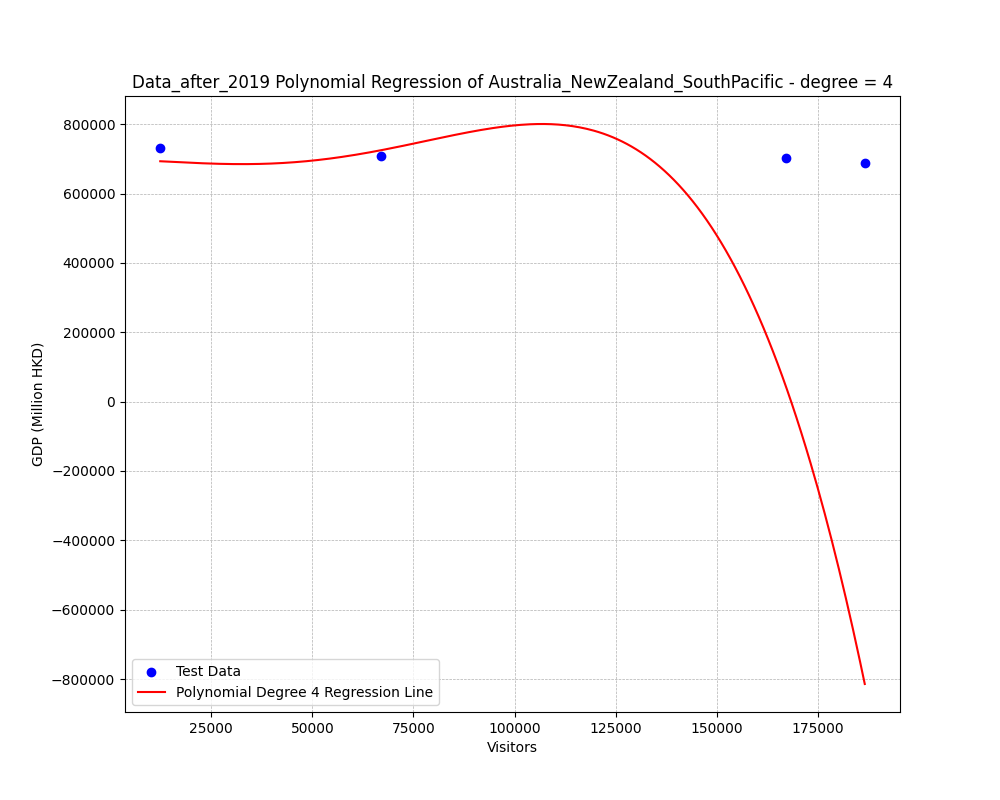 Data_after_2019 Polynomial Regression of Australia_NewZealand_SouthPacific - degree = 4
800000
600000
400000
200000
0
−200000
−400000
−600000
−800000
GDP (Million HKD)
Test Data
Polynomial Degree 4 Regression Line
25000 50000 75000 100000 125000 150000 175000
Visitors